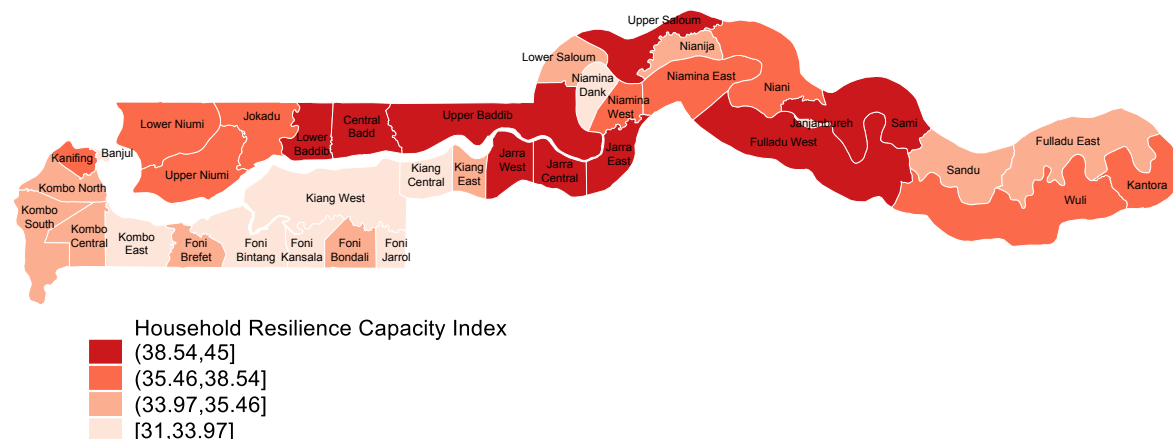 Upper Saloum
Nianija
Lower Saloum
Niamina
Dank
Niamina East
Niani
Niamina
West
Upper Baddib
Central
Badd
Jokadu
Lower Niumi
Lower
Baddib
Janjanbureh
Sami
Fulladu West
Fulladu East
Sandu
Kantora
Wuli
Banjul
Kanifing
Upper Niumi
Kombo North
Kombo
South
Kombo
Central
Kombo
East
Foni
Brefet
Foni
Bintang
Foni
Kansala
Foni
Bondali
Foni
Jarrol
Kiang West
Kiang
Central
Kiang
East
Jarra
West
Jarra
Central
Jarra
East
Household Resilience Capacity Index
(38.54,45]
(35.46,38.54]
(33.97,35.46]
[31,33.97]